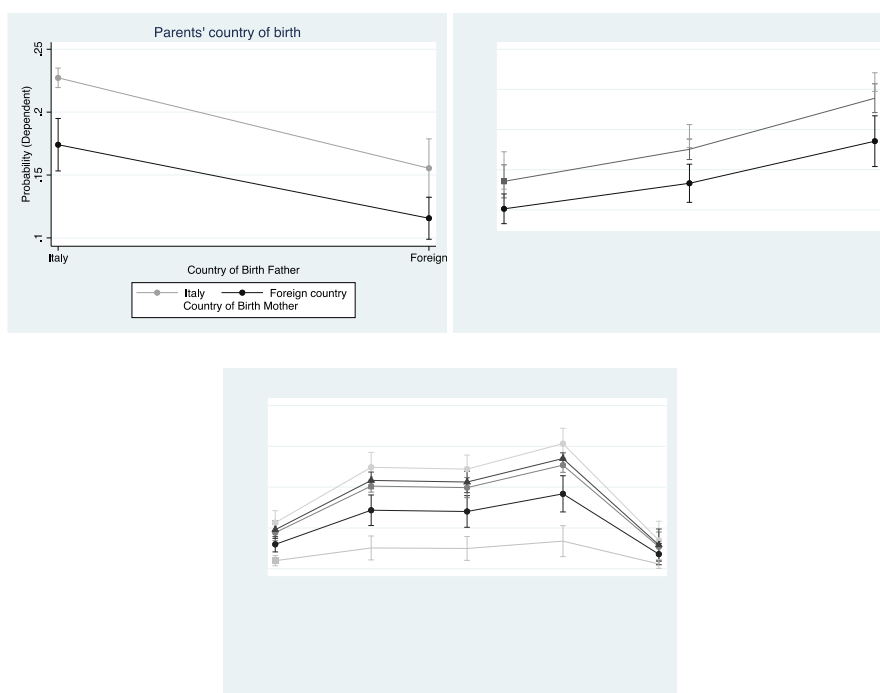 Parents' country of birth
.25
.2
.15
.1
Probability (Dependent)
Italy
Foreign
Country of Birth Father
Italy
Foreign country
Country of Birth Mother